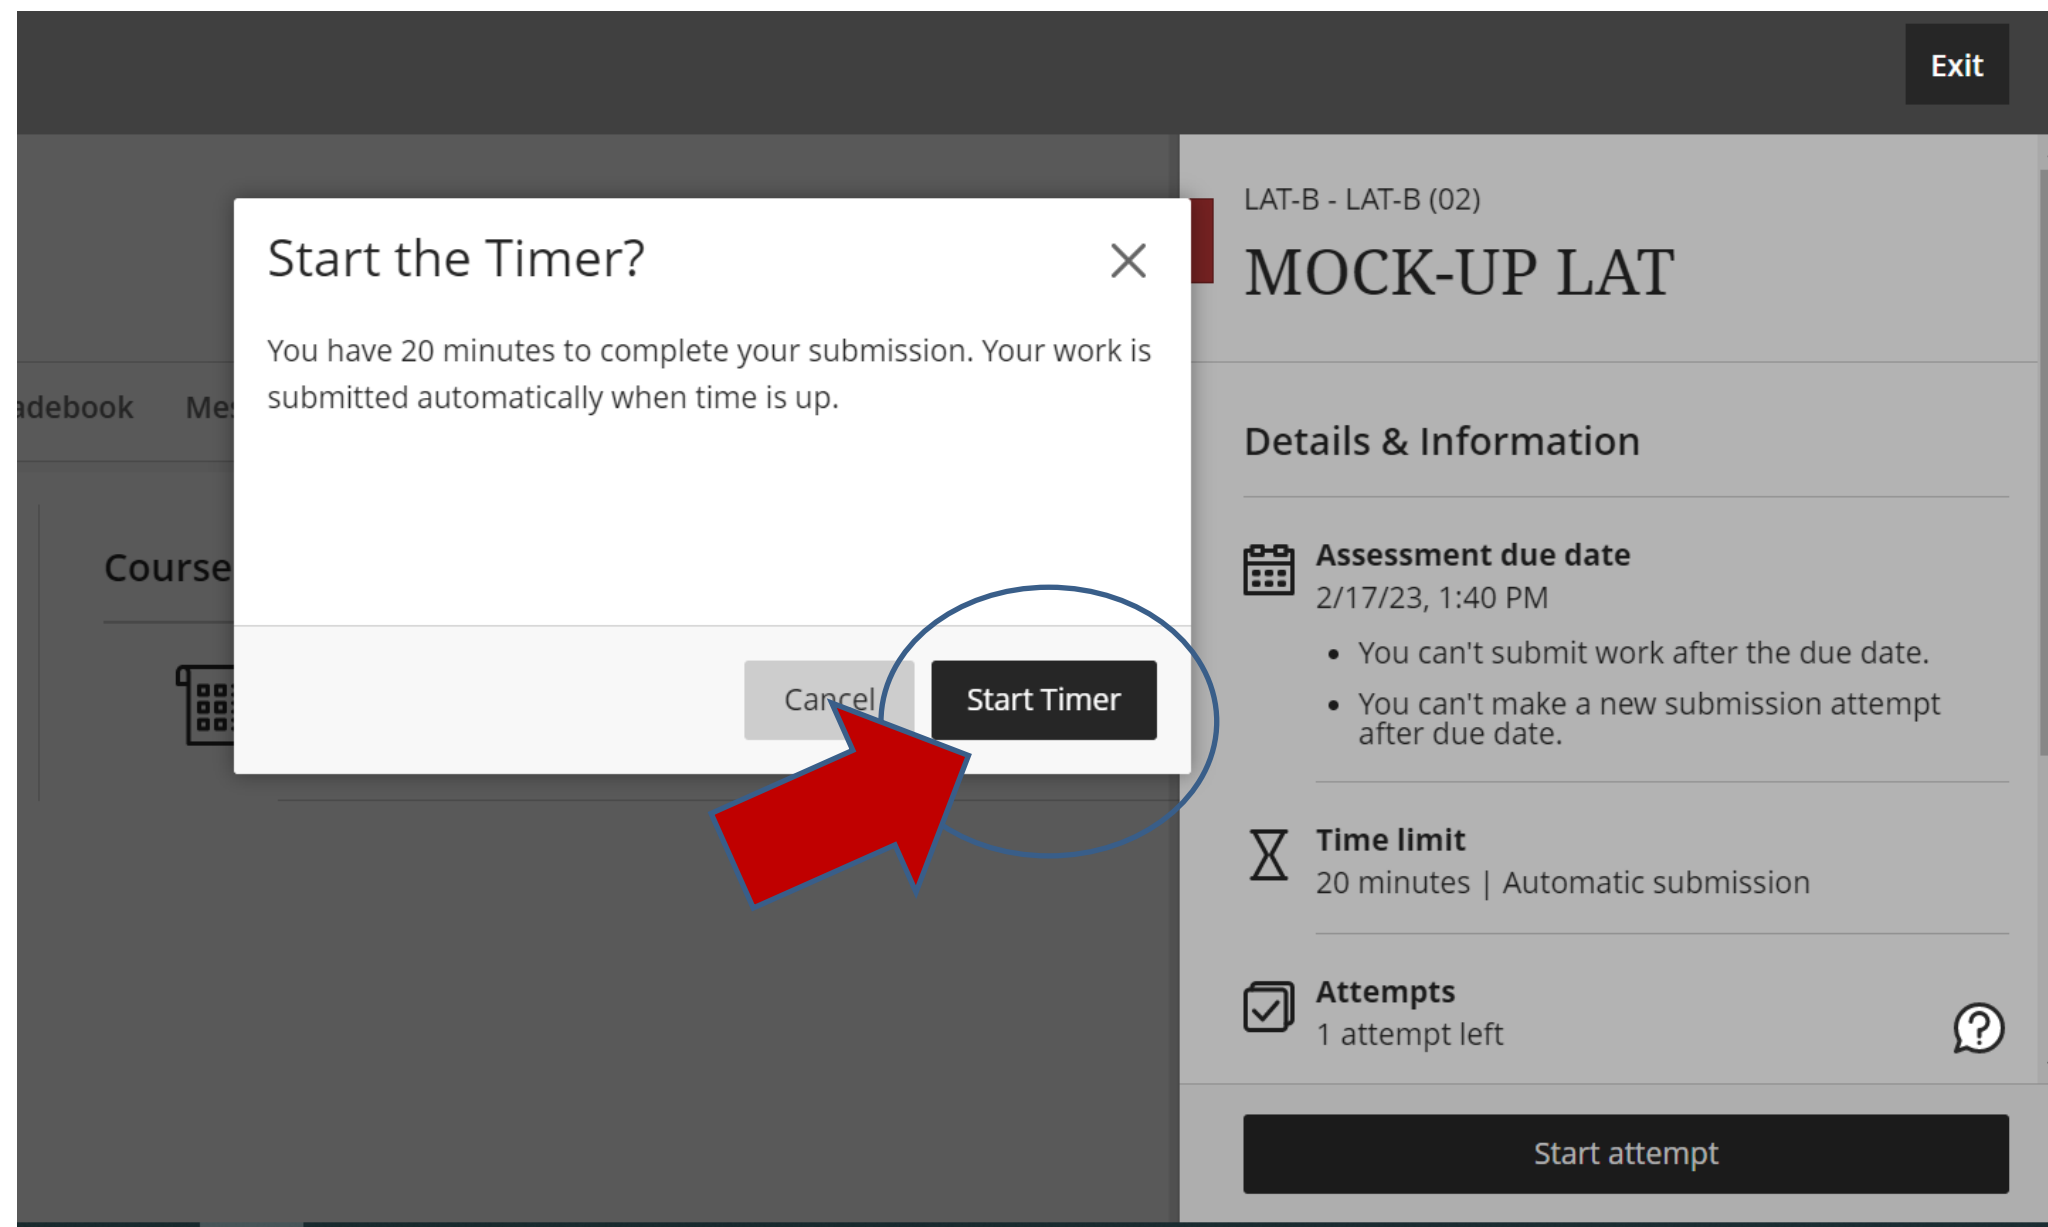 Exit
LAT-B - LAT-B (02)
MOCK-UP LAT
Start the Timer?
You have 20 minutes to complete your submission. Your work is
submitted automatically when time is up.
Cancel
Start Timer
adebook
Mes
Course
Details & Information
Assessment due date
2/17/23, 1:40 PM
• You can't submit work after the due date.
• You can't make a new submission attempt
after due date.
Time limit
20 minutes | Automatic submission
Attempts
1 attempt left
Start attempt